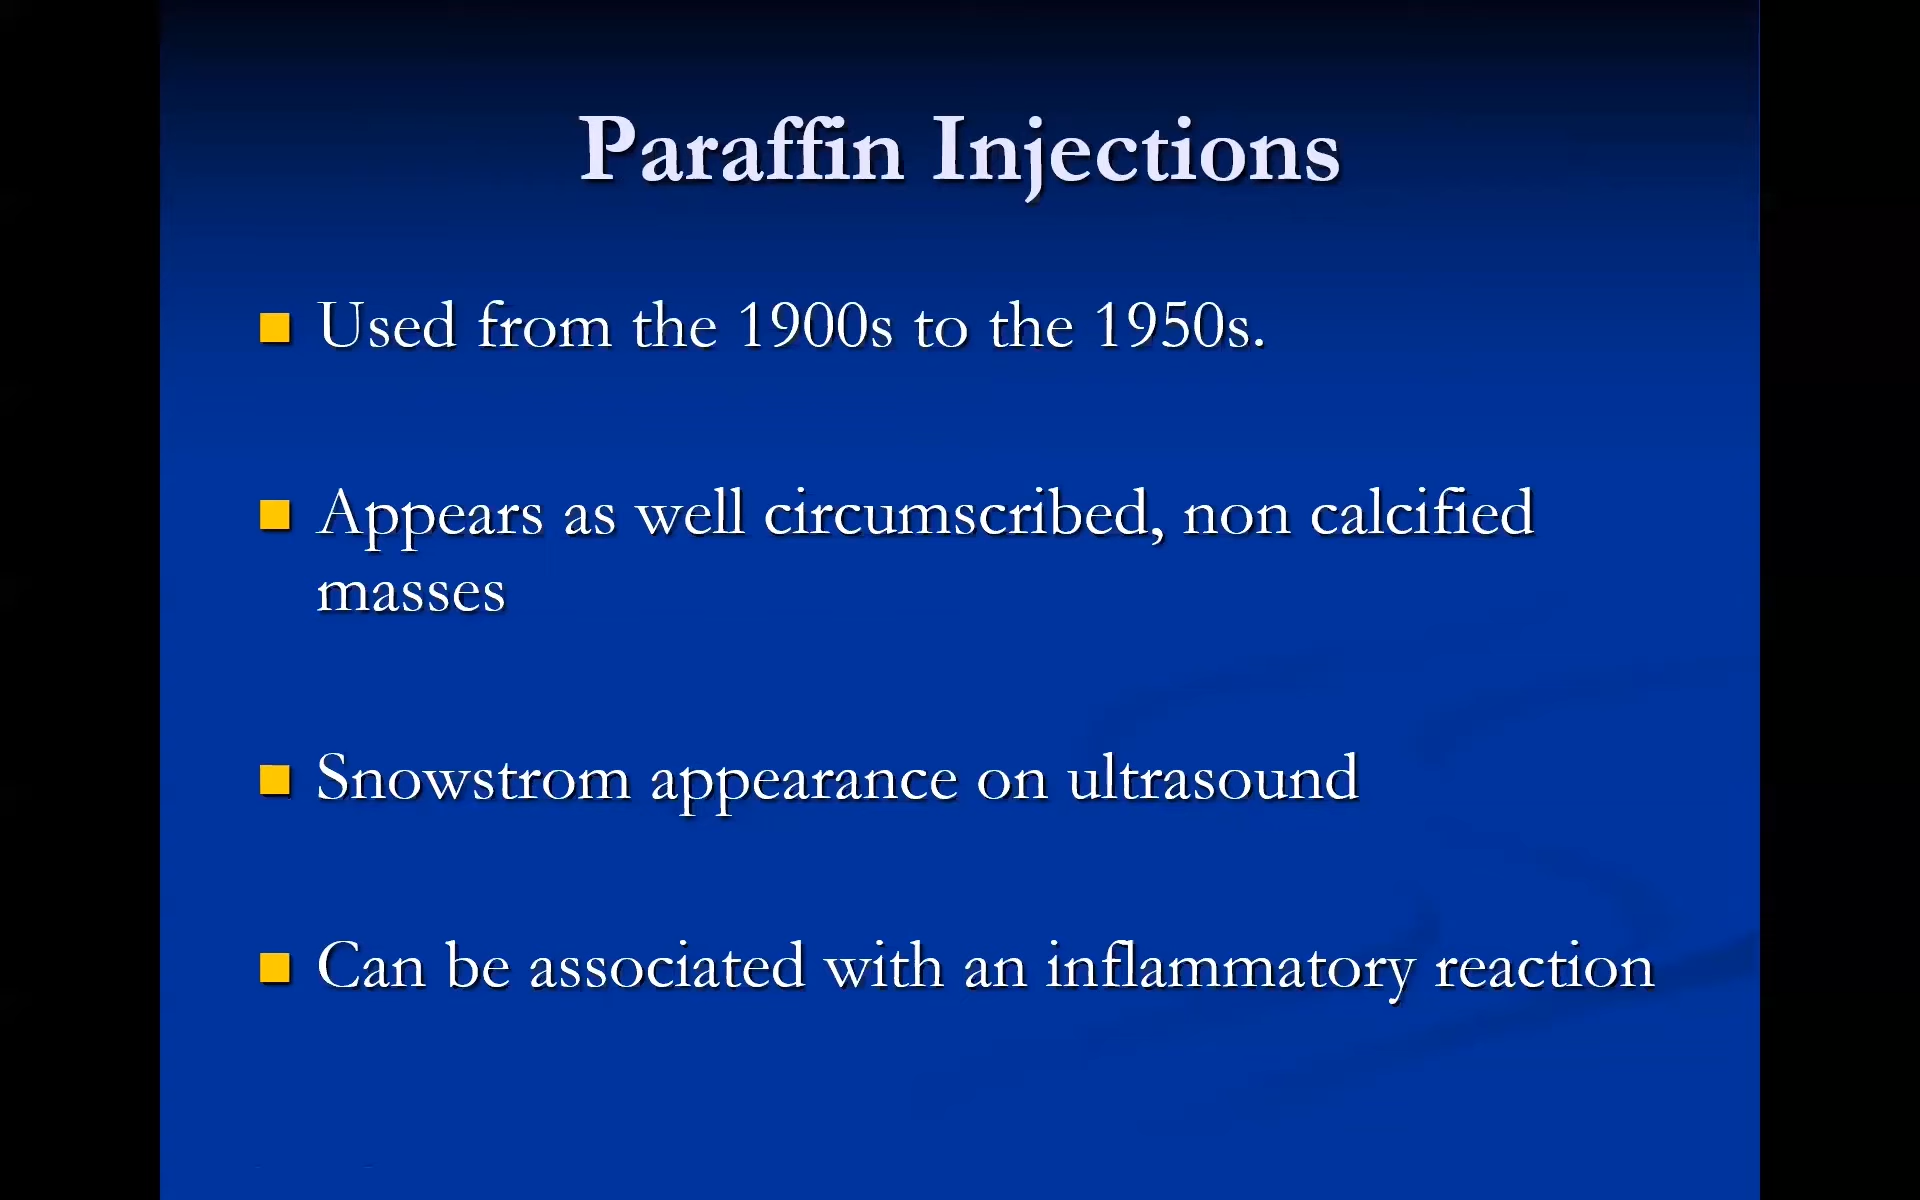 Paraffin Injections
Used from the 1900s to the 1950s.
Appears as well circumscribed, non calcified
masses
Snowstrom appearance on ultrasound
Can be associated with an inflammatory reaction